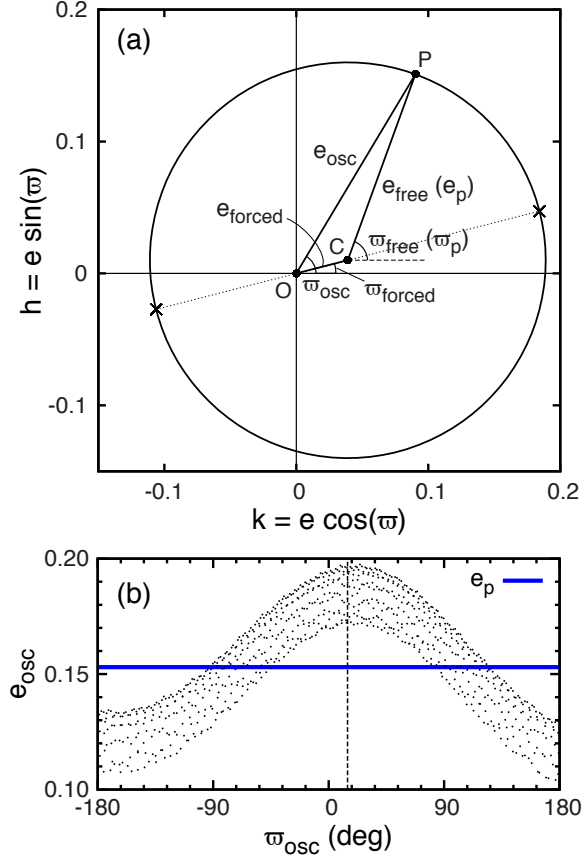 (a)
0.2
0.1
0
-0.1
h = e sin(ϖ)
P
e_osc
e_free (e_p)
e_forced
C
ϖ_free (ϖ_p)
O
ϖ_osc
ϖ_forced
-0.1
0
0.1
0.2
k = e cos(ϖ)
(b)
e_p
0.20
0.15
0.10
e_osc
-180
-90
0
90
180
ϖ_osc (deg)